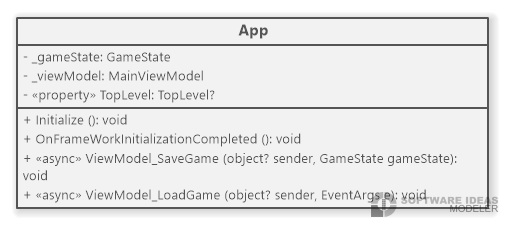 App
- _gameState: GameState
- _viewModel: MainViewModel
- «property» TopLevel: TopLevel?
+ Initialize (): void
+ OnFrameWorkInitializationCompleted (): void
+ «async» ViewModel_SaveGame (object? sender, GameState gameState):
void
+ «async» ViewModel_LoadGame (object? sender, EventArgs e): void
SOFTWARE IDEAS
MODELER